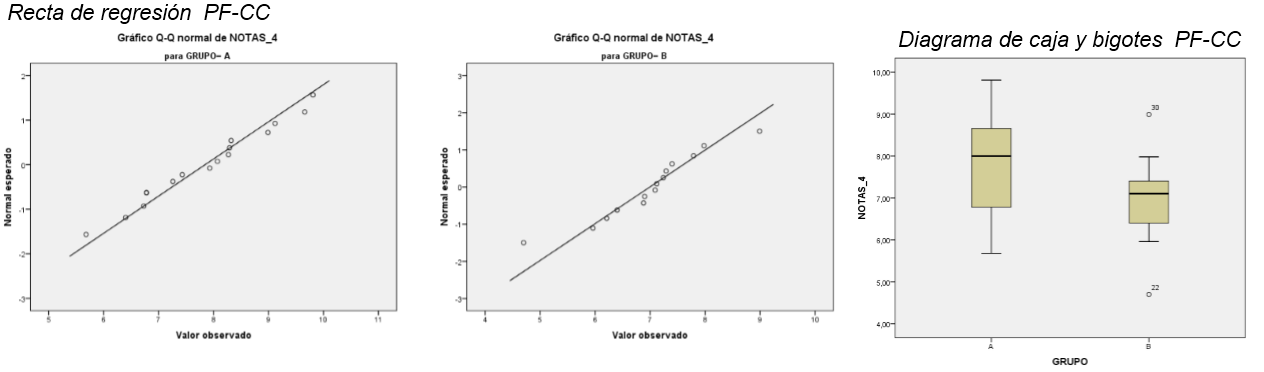 Recta de regresión PF-CC
Gráfico Q-Q normal de NOTAS_4
para GRUPO= A
Normal esperado
2
1
0
-1
-2
-3
5
6
7
8
9
10
11
Valor observado
Gráfico Q-Q normal de NOTAS_4
para GRUPO= B
Normal esperado
3
2
1
0
-1
-2
-3
4
5
6
7
8
9
10
Valor observado
Diagrama de caja y bigotes PF-CC
NOTAS_4
10,00
9,00
8,00
7,00
6,00
5,00
4,00
30
22
A
B
GRUPO